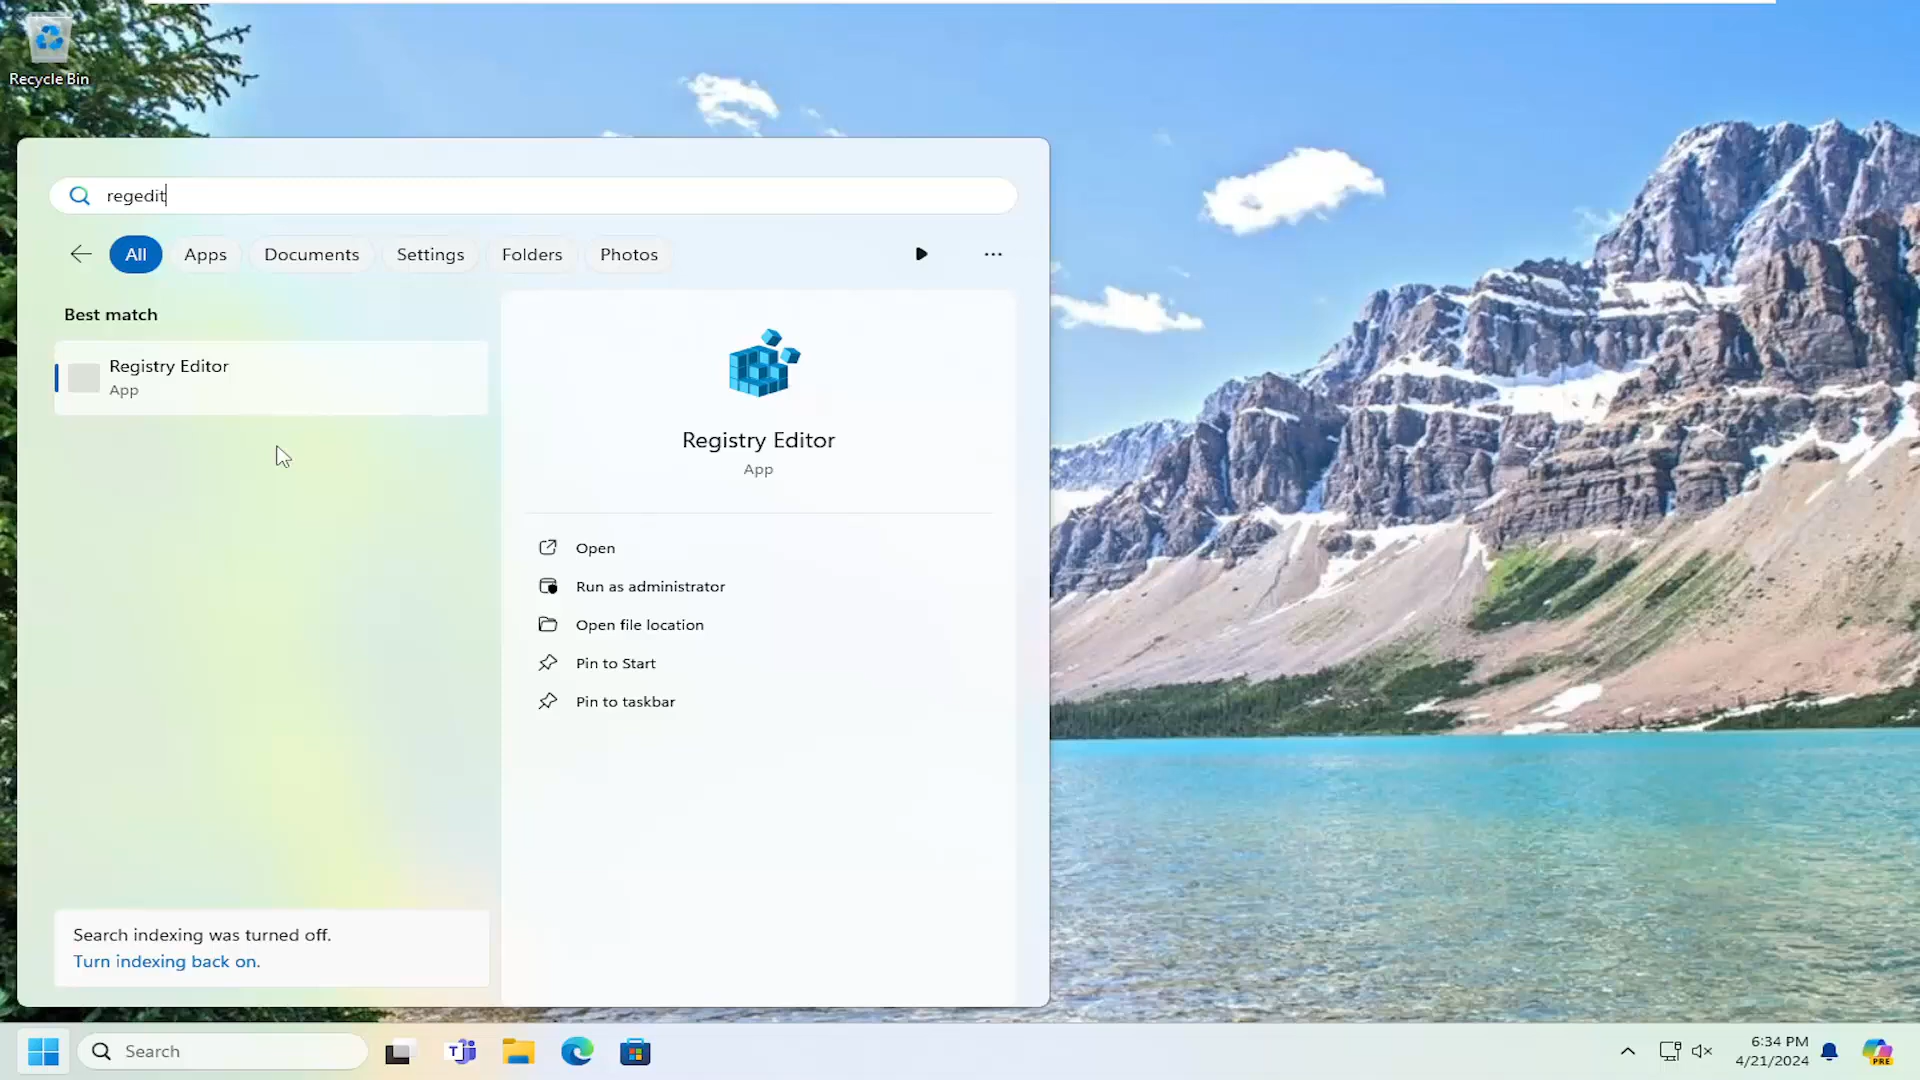 Recycle Bin
regedit
All Apps Documents Settings Folders Photos
Best match
Registry Editor
App
Registry Editor
App
Open
Run as administrator
Open file location
Pin to Start
Pin to taskbar
Search indexing was turned off.
Turn indexing back on.
Search
6:34 PM
4/21/2024
PRE